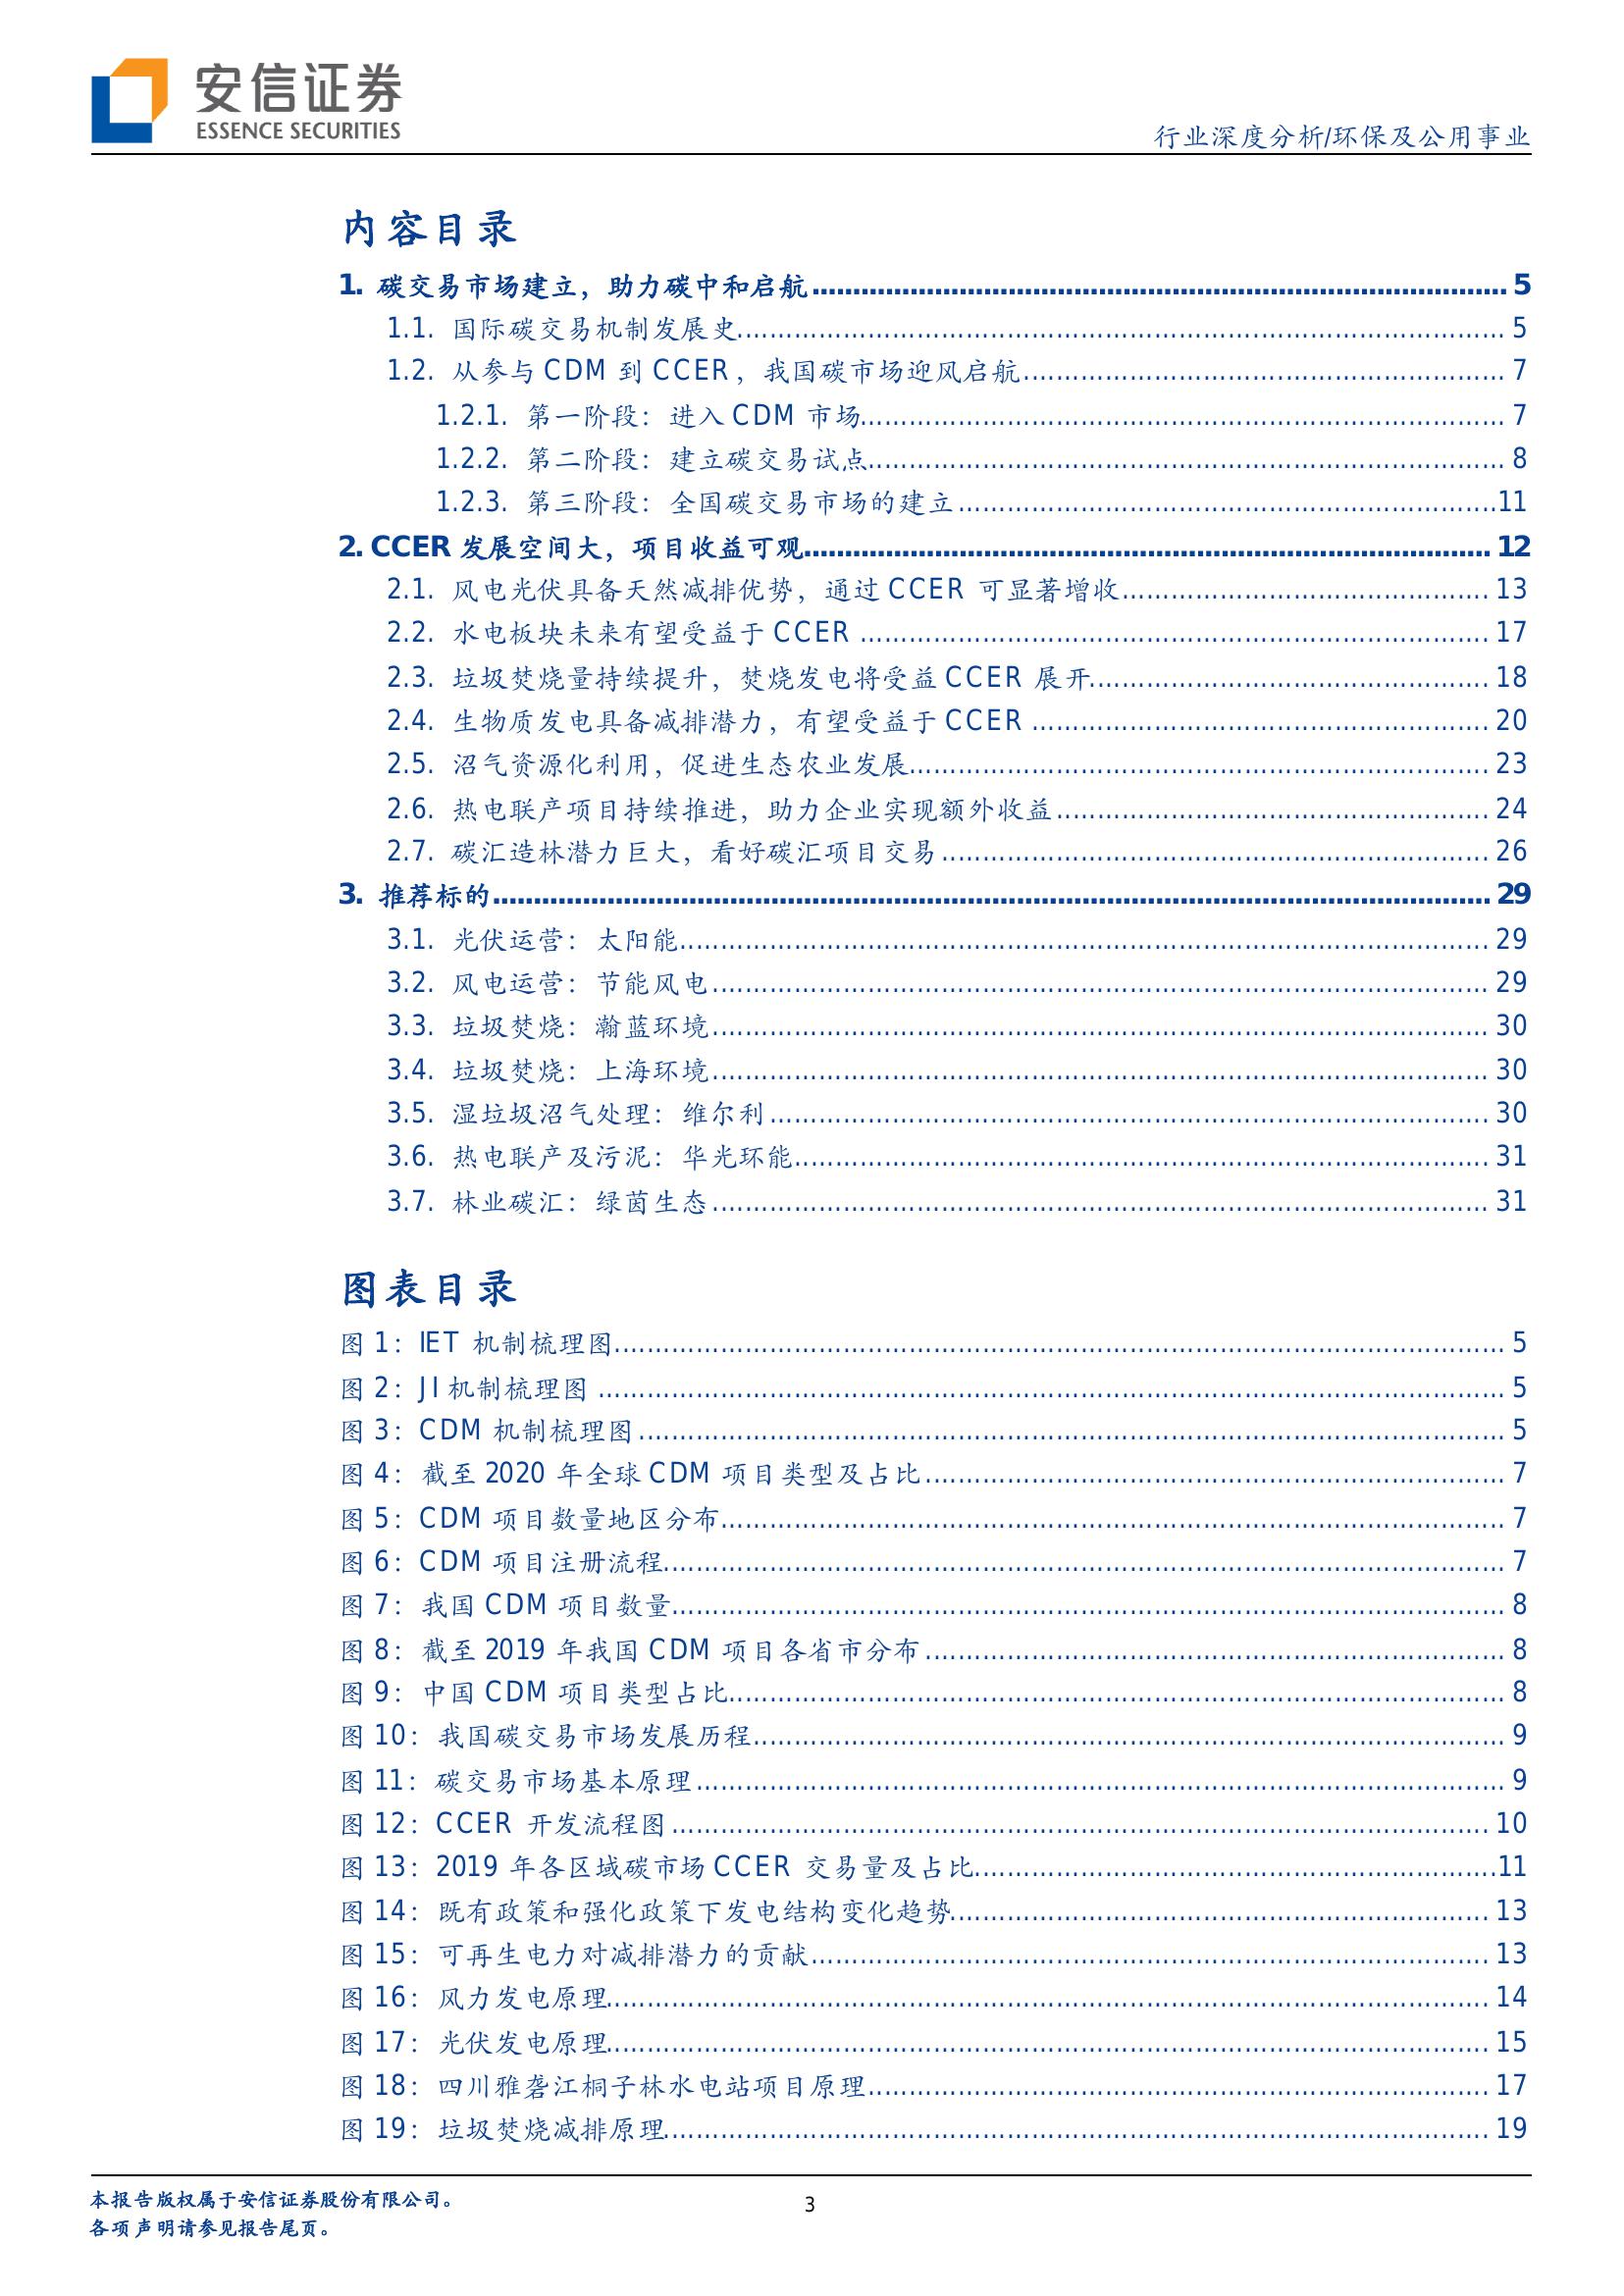 安信证券
ESSENCE SECURITIES
行业深度分析/环保及公用事业
内容目录
1. 碳交易市场建立，助力碳中和启航 5
1.1. 国际碳交易机制发展史 5
1.2. 从参与 CDM 到 CCER，我国碳市场迎风启航 7
1.2.1. 第一阶段：进入 CDM 市场 7
1.2.2. 第二阶段：建立碳交易试点 8
1.2.3. 第三阶段：全国碳交易市场的建立 11
2. CCER 发展空间大，项目收益可观 12
2.1. 风电光伏具备天然减排优势，通过 CCER 可显著增收 13
2.2. 水电板块未来有望受益于 CCER 17
2.3. 垃圾焚烧量持续提升，焚烧发电将受益 CCER 展开 18
2.4. 生物质发电具备减排潜力，有望受益于 CCER 20
2.5. 沼气资源化利用，促进生态农业发展 23
2.6. 热电联产项目持续推进，助力企业实现额外收益 24
2.7. 碳汇造林潜力巨大，看好碳汇项目交易 26
3. 推荐标的 29
3.1. 光伏运营：太阳能 29
3.2. 风电运营：节能风电 29
3.3. 垃圾焚烧：瀚蓝环境 30
3.4. 垃圾焚烧：上海环境 30
3.5. 湿垃圾沼气处理：维尔利 30
3.6. 热电联产及污泥：华光环能 31
3.7. 林业碳汇：绿茵生态 31
图表目录
图 1：IET 机制梳理图 5
图 2：JI 机制梳理图 5
图 3：CDM 机制梳理图 5
图 4：截至 2020 年全球 CDM 项目类型及占比 7
图 5：CDM 项目数量地区分布 7
图 6：CDM 项目注册流程 7
图 7：我国 CDM 项目数量 8
图 8：截至 2019 年我国 CDM 项目各省市分布 8
图 9：中国 CDM 项目类型占比 8
图 10：我国碳交易市场发展历程 9
图 11：碳交易市场基本原理 9
图 12：CCER 开发流程图 10
图 13：2019 年各区域碳市场 CCER 交易量及占比 11
图 14：既有政策和强化政策下发电结构变化趋势 13
图 15：可再生电力对减排潜力的贡献 13
图 16：风力发电原理 14
图 17：光伏发电原理 15
图 18：四川雅砻江桐子林水电站项目原理 17
图 19：垃圾焚烧减排原理 19
本报告版权属于安信证券股份有限公司。
各项声明请参见报告尾页。
3